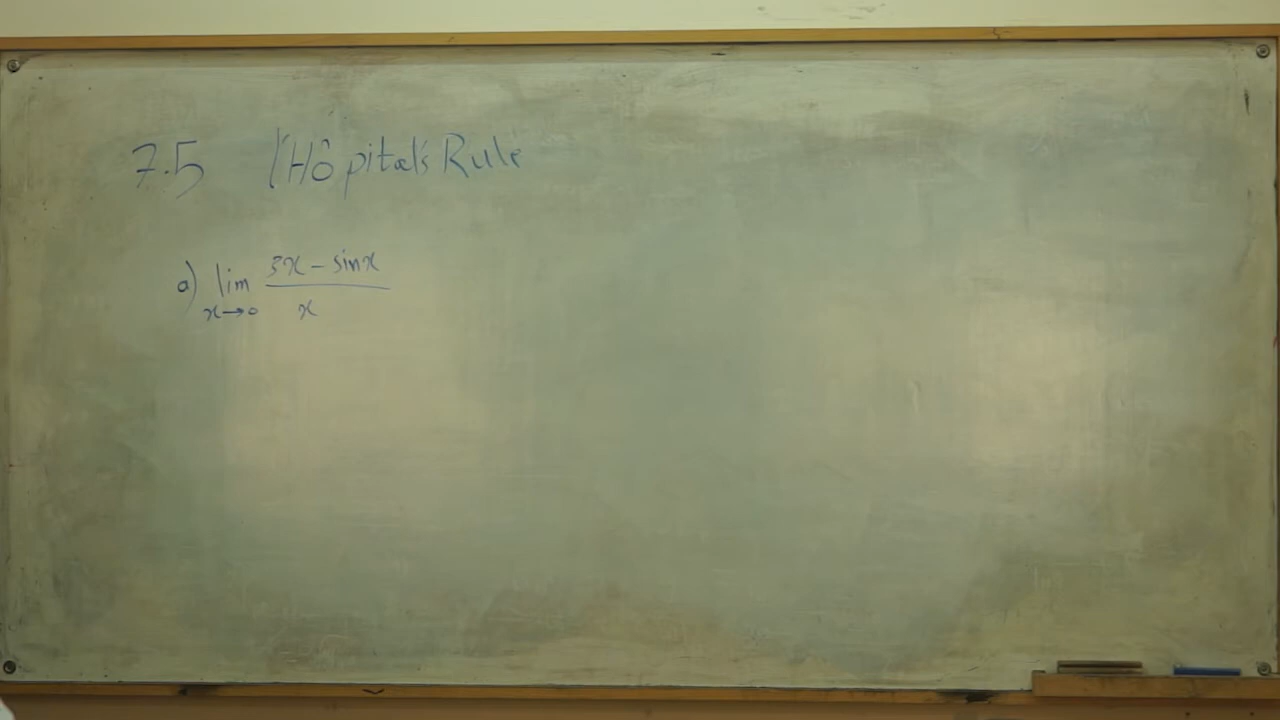 7.5 l'Hôpital's Rule
a) lim 3x - sinx
x→0 x